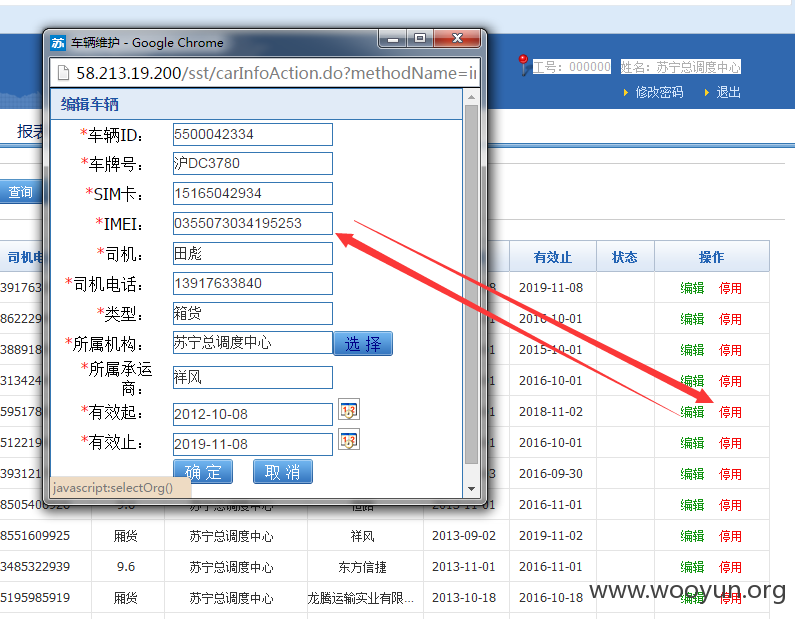 苏 车辆维护 - Google Chrome
58.213.19.200/sst/carInfoAction.do?methodName=in
编辑车辆
*车辆ID： 5500042334
*车牌号： 沪DC3780
*SIM卡： 15165042934
*IMEI： 0355073034195253
*司机： 田彪
*司机电话： 13917633840
*类型： 箱货
*所属机构： 苏宁总调度中心 选 择
*所属承运商： 祥风
*有效起： 2012-10-08
*有效止： 2019-11-08
确 定 取 消
javascript:selectOrg()
工号： 000000 姓名： 苏宁总调度中心
修改密码 退出
报表
查询
司机电 有效止 状态 操作
391763 8 2019-11-08 编辑 停用
862229 1 2016-10-01 编辑 停用
388918 1 2015-10-01 编辑 停用
313424 1 2016-10-01 编辑 停用
595178 1 2018-11-02 编辑 停用
512219 1 2016-10-01 编辑 停用
393121 3 2016-09-30 编辑 停用
2013-11-01 2016-11-01 编辑 停用
8551609925 厢货 苏宁总调度中心 祥风 2013-09-02 2019-11-02 编辑 停用
3485322939 9.6 苏宁总调度中心 东方信捷 2013-11-01 2016-11-01 编辑 停用
5195985919 厢货 苏宁总调度中心 龙腾运输实业有限... 2013-10-18 2016-10-18 编辑 停用
www.wooyun.org